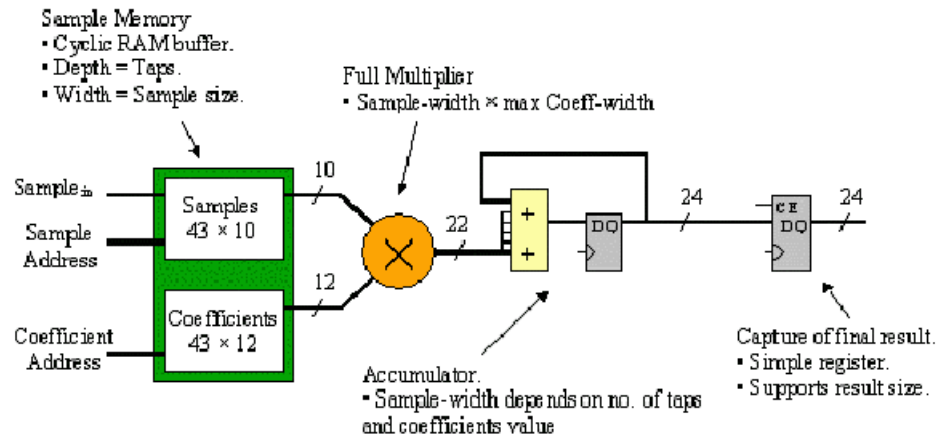 Sample Memory
▪ Cyclic RAM buffer.
▪ Depth = Taps.
▪ Width = Sample size.
Full Multiplier
▪ Sample-width × max Coeff-width
Sample in
Samples
43 × 10
10
Sample
Address
22
+
+
DQ
24
CE
DQ
24
12
Coefficients
43 × 12
Coefficient
Address
Accumulator.
▪ Sample-width depends on no. of taps
and coefficients value
Capture of final result.
▪ Simple register.
▪ Supports result size.